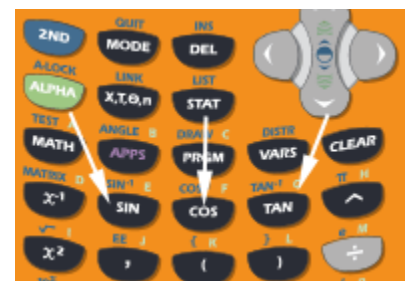 QUIT INS
2ND MODE DEL
A-LOCK LINK LIST
ALPHA X,T,Θ,n STAT
TEST ANGLE B DRAW C DISTR
MATH APPS PRGM VARS CLEAR
MATRIX D SIN⁻¹ E COS F TAN⁻¹ G π H
x⁻¹ SIN COS TAN ^
√ I EE J { K } L e M
x² , ( ) ÷